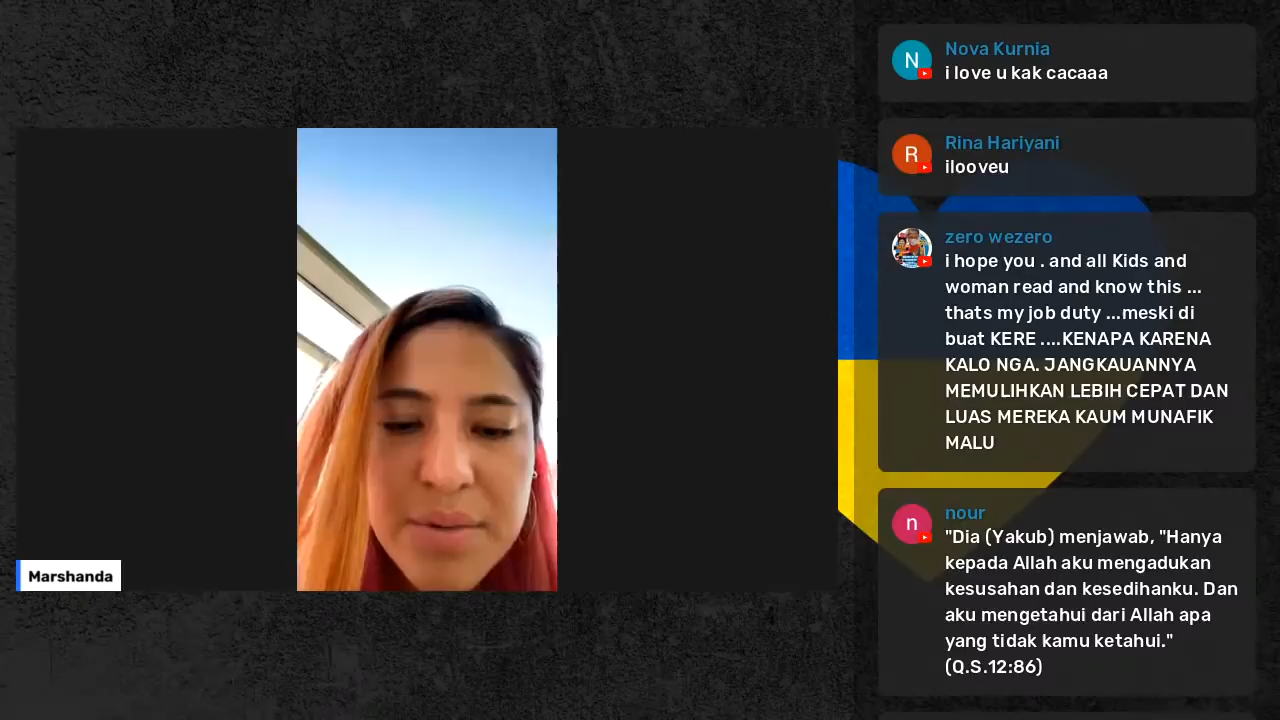 Marshanda
N
Nova Kurnia
i love u kak cacaaa
R
Rina Hariyani
ilooveu
zero wezero
i hope you . and all Kids and
woman read and know this ...
thats my job duty ...meski di
buat KERE ....KENAPA KARENA
KALO NGA. JANGKAUANNYA
MEMULIHKAN LEBIH CEPAT DAN
LUAS MEREKA KAUM MUNAFIK
MALU
n
nour
"Dia (Yakub) menjawab, "Hanya
kepada Allah aku mengadukan
kesusahan dan kesedihanku. Dan
aku mengetahui dari Allah apa
yang tidak kamu ketahui."
(Q.S.12:86)